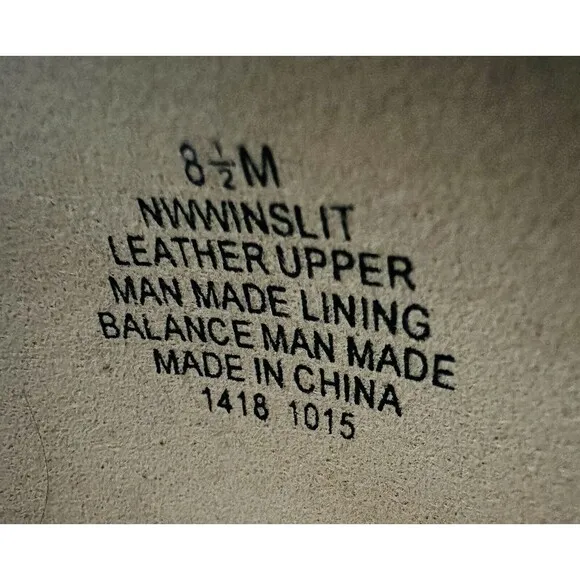 8½M
NWWINSLIT
LEATHER UPPER
MAN MADE LINING
BALANCE MAN MADE
MADE IN CHINA
1418 1015